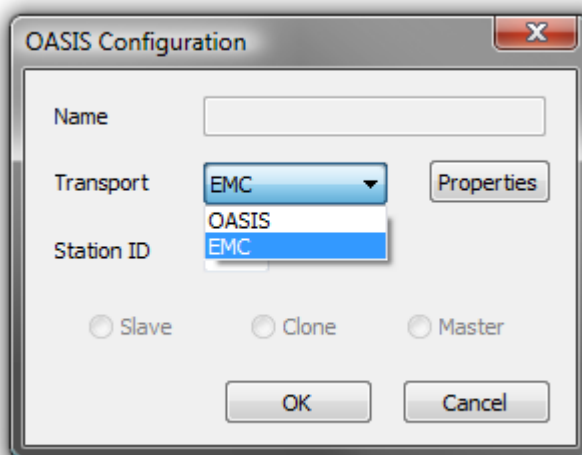 OASIS Configuration
Name
Transport EMC Properties
OASIS
Station ID EMC
Slave Clone Master
OK Cancel